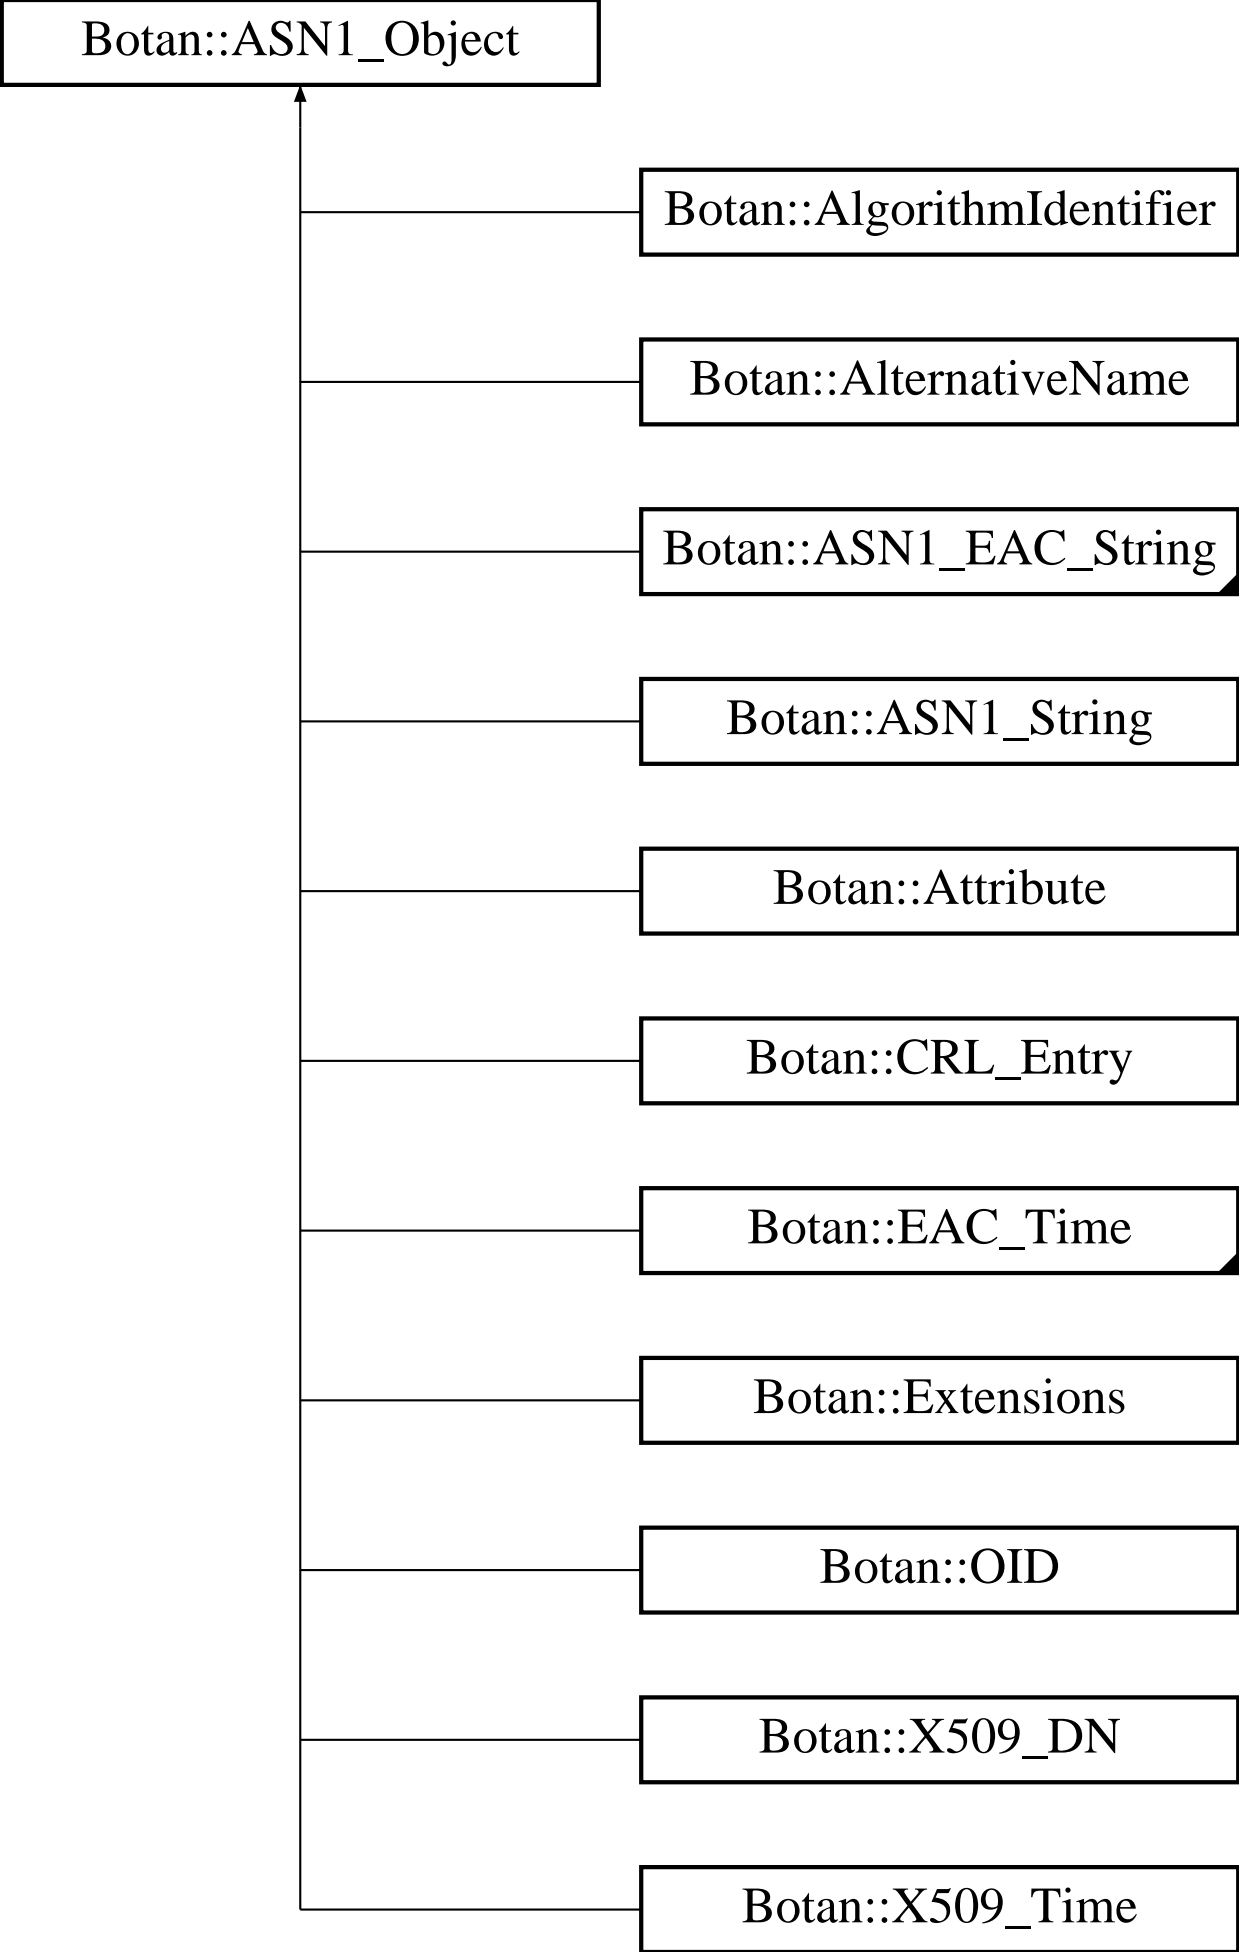 Botan::ASN1_Object
Botan::AlgorithmIdentifier
Botan::AlternativeName
Botan::ASN1_EAC_String
Botan::ASN1_String
Botan::Attribute
Botan::CRL_Entry
Botan::EAC_Time
Botan::Extensions
Botan::OID
Botan::X509_DN
Botan::X509_Time